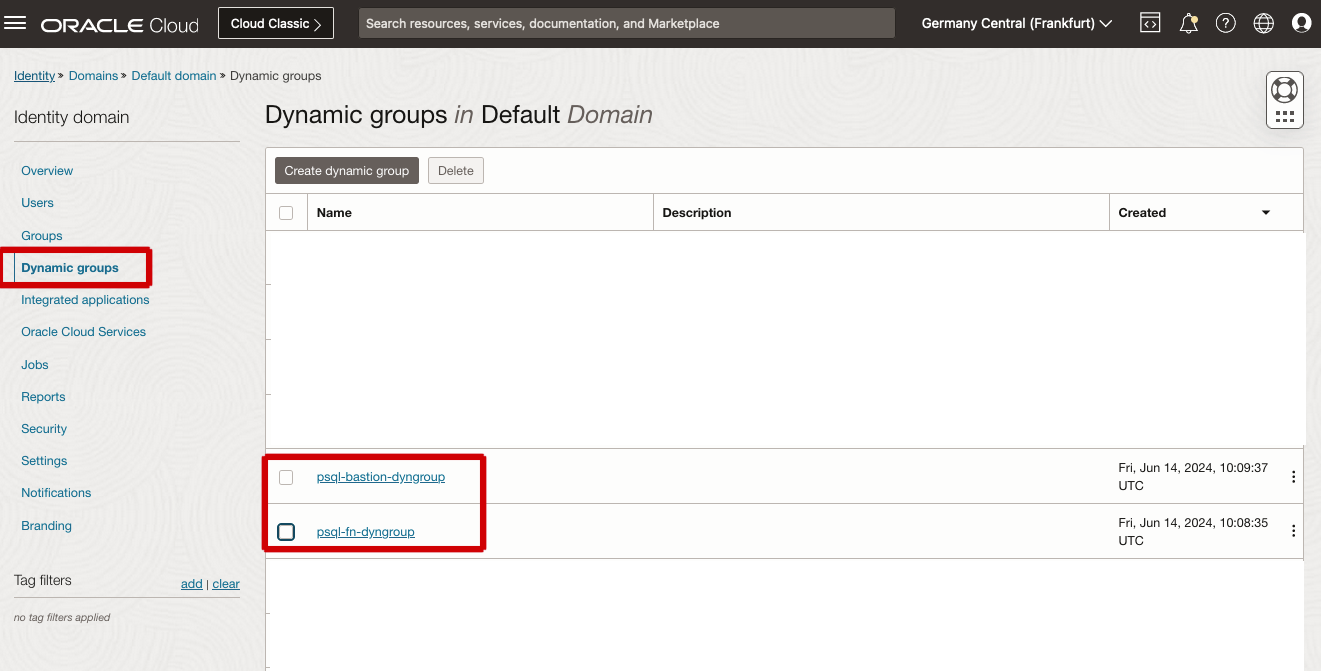 ORACLE Cloud
Cloud Classic
Search resources, services, documentation, and Marketplace
Germany Central (Frankfurt)
Identity » Domains » Default domain » Dynamic groups
Identity domain
Overview
Users
Groups
Dynamic groups
Integrated applications
Oracle Cloud Services
Jobs
Reports
Security
Settings
Notifications
Branding
Tag filters
add | clear
no tag filters applied
Dynamic groups in Default Domain
Create dynamic group
Delete
Name
Description
Created
psql-bastion-dyngroup
Fri, Jun 14, 2024, 10:09:37
UTC
psql-fn-dyngroup
Fri, Jun 14, 2024, 10:08:35
UTC